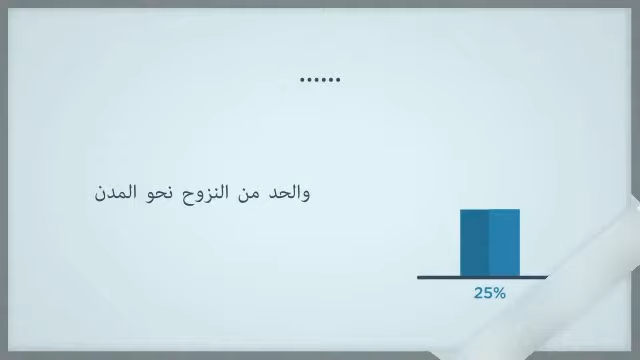 ......
والحد من النزوح نحو المدن
25%